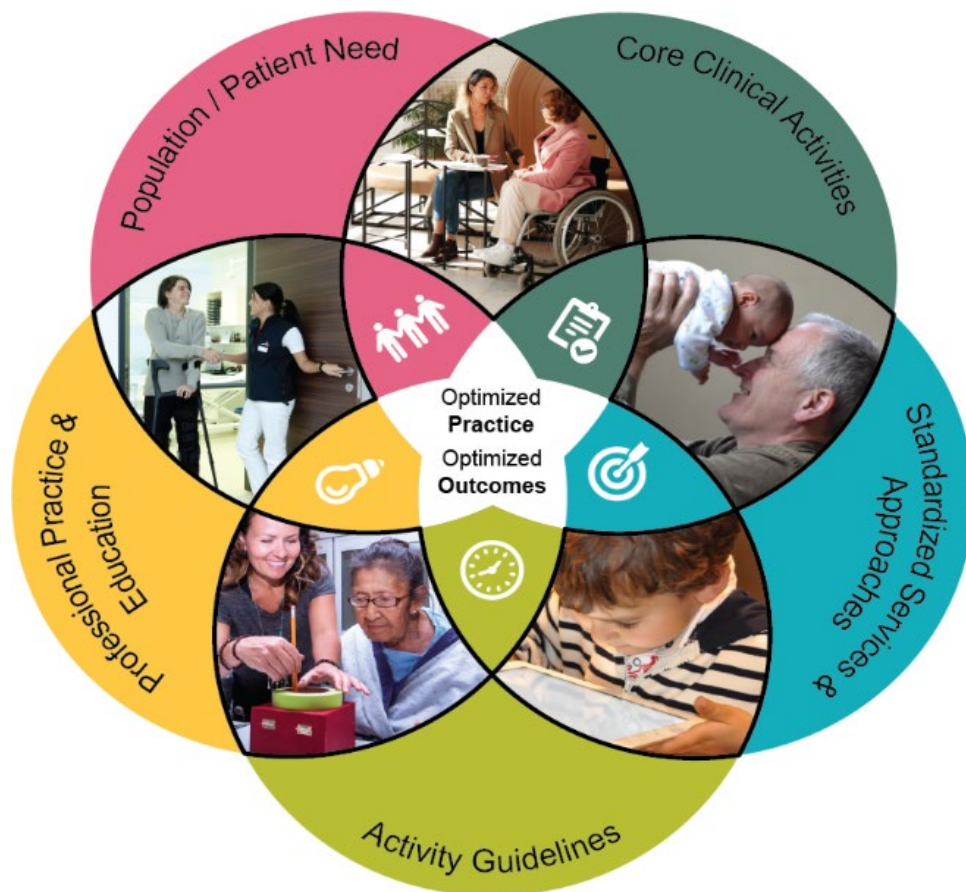 Population / Patient Need
Core Clinical Activities
Optimized
Practice
Optimized
Outcomes
Professional Practice &
Education
Standardized Services &
Approaches
Activity Guidelines